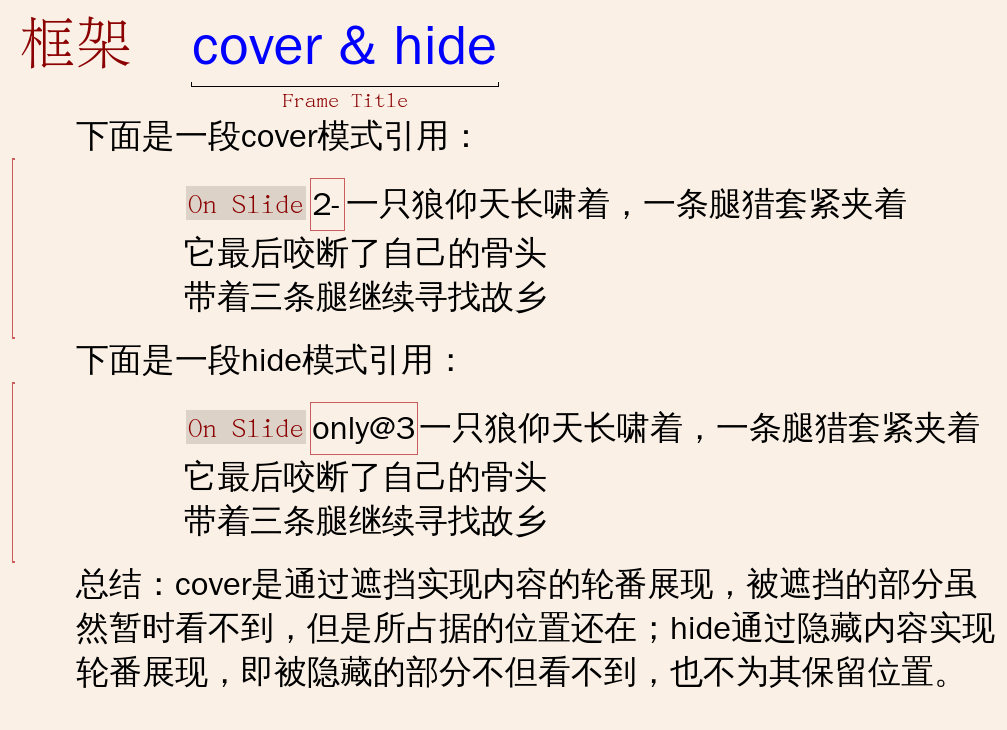 框架 cover & hide
Frame Title
下面是一段cover模式引用：
On Slide 2-一只狼仰天长啸着，一条腿猎套紧夹着
它最后咬断了自己的骨头
带着三条腿继续寻找故乡
下面是一段hide模式引用：
On Slide only@3一只狼仰天长啸着，一条腿猎套紧夹着
它最后咬断了自己的骨头
带着三条腿继续寻找故乡
总结：cover是通过遮挡实现内容的轮番展现，被遮挡的部分虽
然暂时看不到，但是所占据的位置还在；hide通过隐藏内容实现
轮番展现，即被隐藏的部分不但看不到，也不为其保留位置。